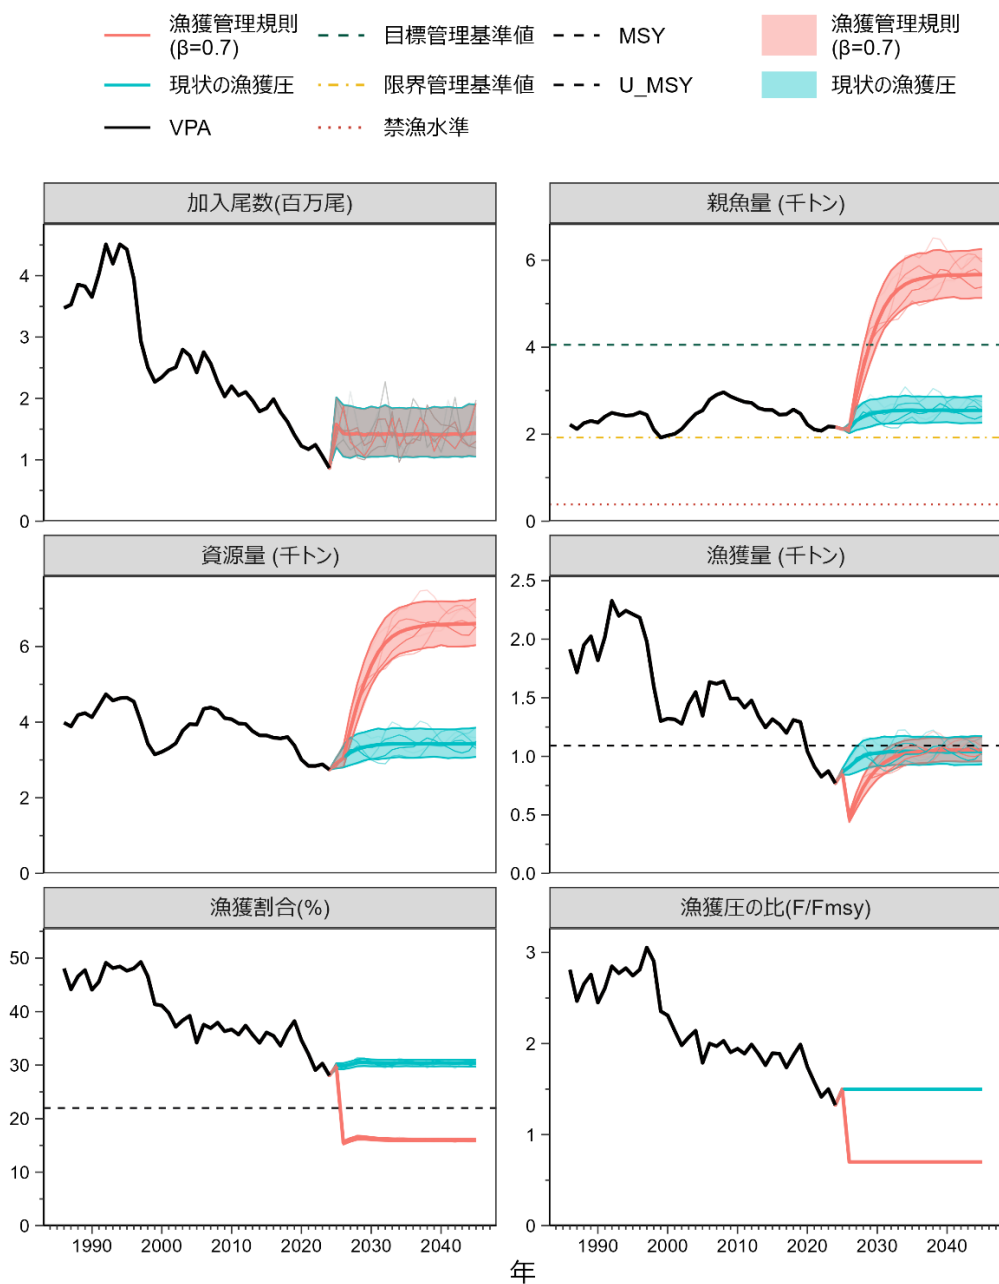 漁獲管理規則
(β=0.7)
目標管理基準値
MSY
漁獲管理規則
(β=0.7)
現状の漁獲圧
限界管理基準値
U_MSY
現状の漁獲圧
VPA
禁漁水準
加入尾数(百万尾)
親魚量 (千トン)
4
3
2
1
0
6
4
2
0
資源量 (千トン)
漁獲量 (千トン)
6
4
2
0
2.5
2.0
1.5
1.0
0.5
0.0
漁獲割合(%)
漁獲圧の比(F/Fmsy)
50
40
30
20
10
0
3
2
1
0
1990 2000 2010 2020 2030 2040
1990 2000 2010 2020 2030 2040
年